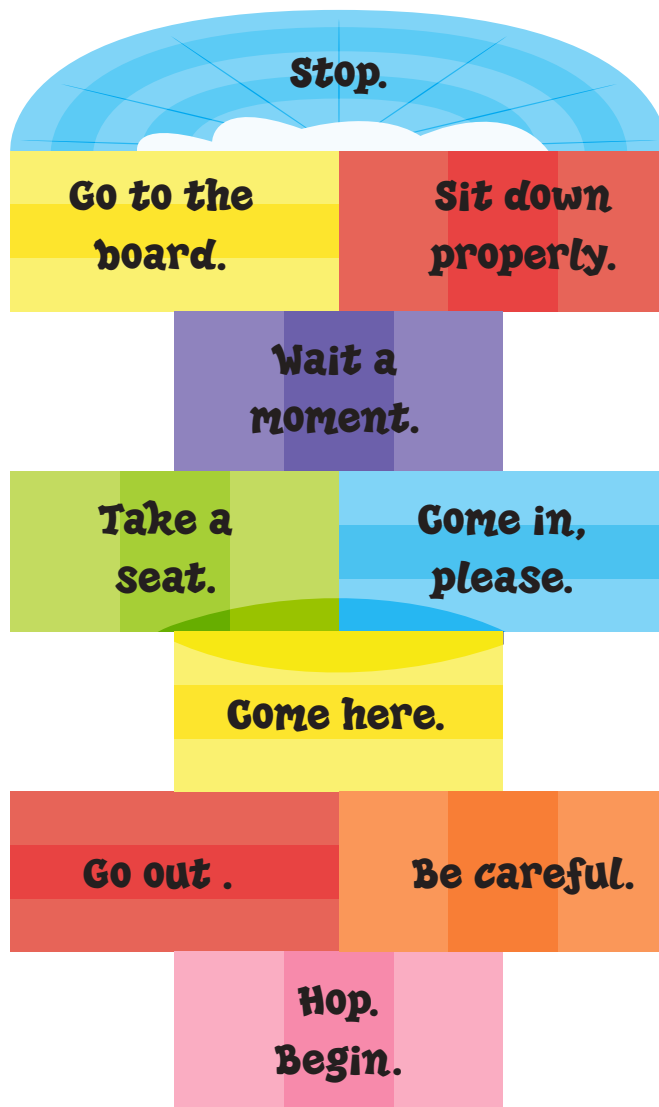 Stop.
Go to the
board.
Sit down
properly.
Wait a
moment.
Take a
seat.
Come in,
please.
Come here.
Go out .
Be careful.
Hop.
Begin.